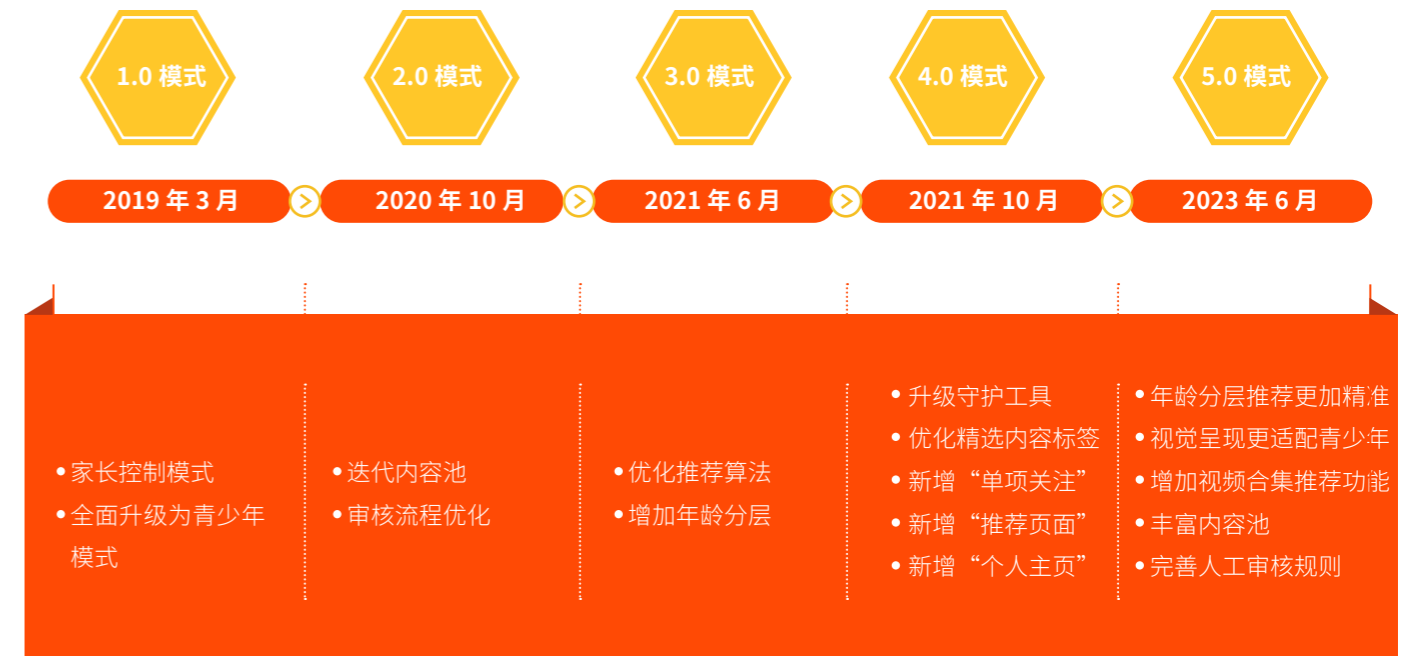 1.0 模式
2.0 模式
3.0 模式
4.0 模式
5.0 模式
2019 年 3 月
2020 年 10 月
2021 年 6 月
2021 年 10 月
2023 年 6 月
•家长控制模式
•全面升级为青少年
模式
•迭代内容池
•审核流程优化
•优化推荐算法
•增加年龄分层
•升级守护工具
•优化精选内容标签
•新增“单项关注”
•新增“推荐页面”
•新增“个人主页”
•年龄分层推荐更加精准
•视觉呈现更适配青少年
•增加视频合集推荐功能
•丰富内容池
•完善人工审核规则